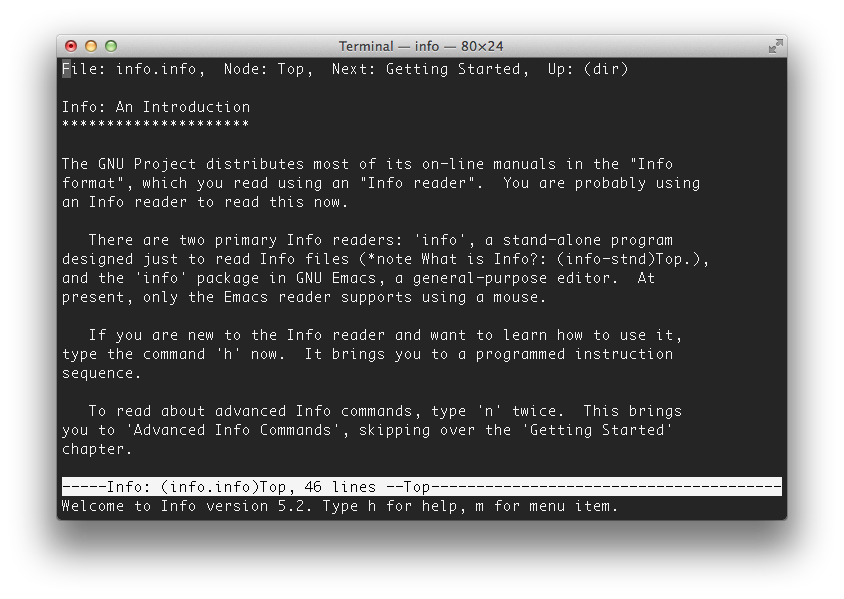 Terminal — info — 80×24
File: info.info,  Node: Top,  Next: Getting Started,  Up: (dir)
Info: An Introduction
*********************
The GNU Project distributes most of its on-line manuals in the "Info
format", which you read using an "Info reader".  You are probably using
an Info reader to read this now.
   There are two primary Info readers: 'info', a stand-alone program
designed just to read Info files (*note What is Info?: (info-stnd)Top.),
and the 'info' package in GNU Emacs, a general-purpose editor.  At
present, only the Emacs reader supports using a mouse.
   If you are new to the Info reader and want to learn how to use it,
type the command 'h' now.  It brings you to a programmed instruction
sequence.
   To read about advanced Info commands, type 'n' twice.  This brings
you to 'Advanced Info Commands', skipping over the 'Getting Started'
chapter.
-----Info: (info.info)Top, 46 lines --Top---------------------------------------
Welcome to Info version 5.2. Type h for help, m for menu item.